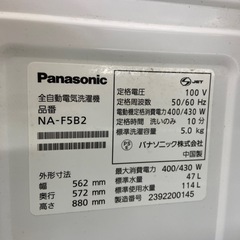 Panasonic
全自動電気洗濯機
品番
NA-F5B2
外形寸法
幅 562 mm
奥行 572 mm
高さ 880 mm
JET
定格電圧 100 V
定格周波数 50/60 Hz
電動機定格消費電力 400/430 W
定格時間 洗いのみ 10 分
標準洗濯容量 5.0 kg
パナソニック株式会社
中国製
最大消費電力 400/430 W
標準水量 47 L
標準使用水量 114 L
2392200145